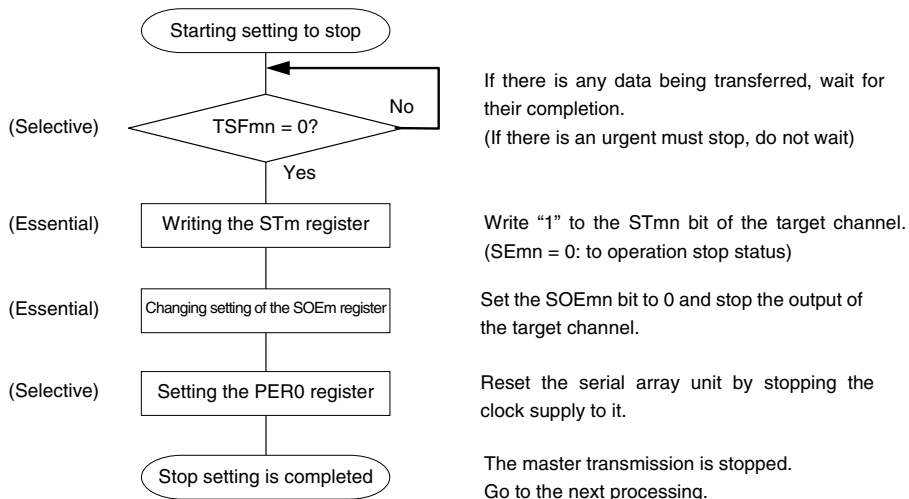 Starting setting to stop
No
If there is any data being transferred, wait for
their completion.
(Selective)
TSFmn = 0?
(If there is an urgent must stop, do not wait)
Yes
(Essential)
Writing the STm register
Write “1” to the STmn bit of the target channel.
(SEmn = 0: to operation stop status)
(Essential)
Changing setting of the SOEm register
Set the SOEmn bit to 0 and stop the output of
the target channel.
(Selective)
Setting the PER0 register
Reset the serial array unit by stopping the
clock supply to it.
Stop setting is completed
The master transmission is stopped.
Go to the next processing.